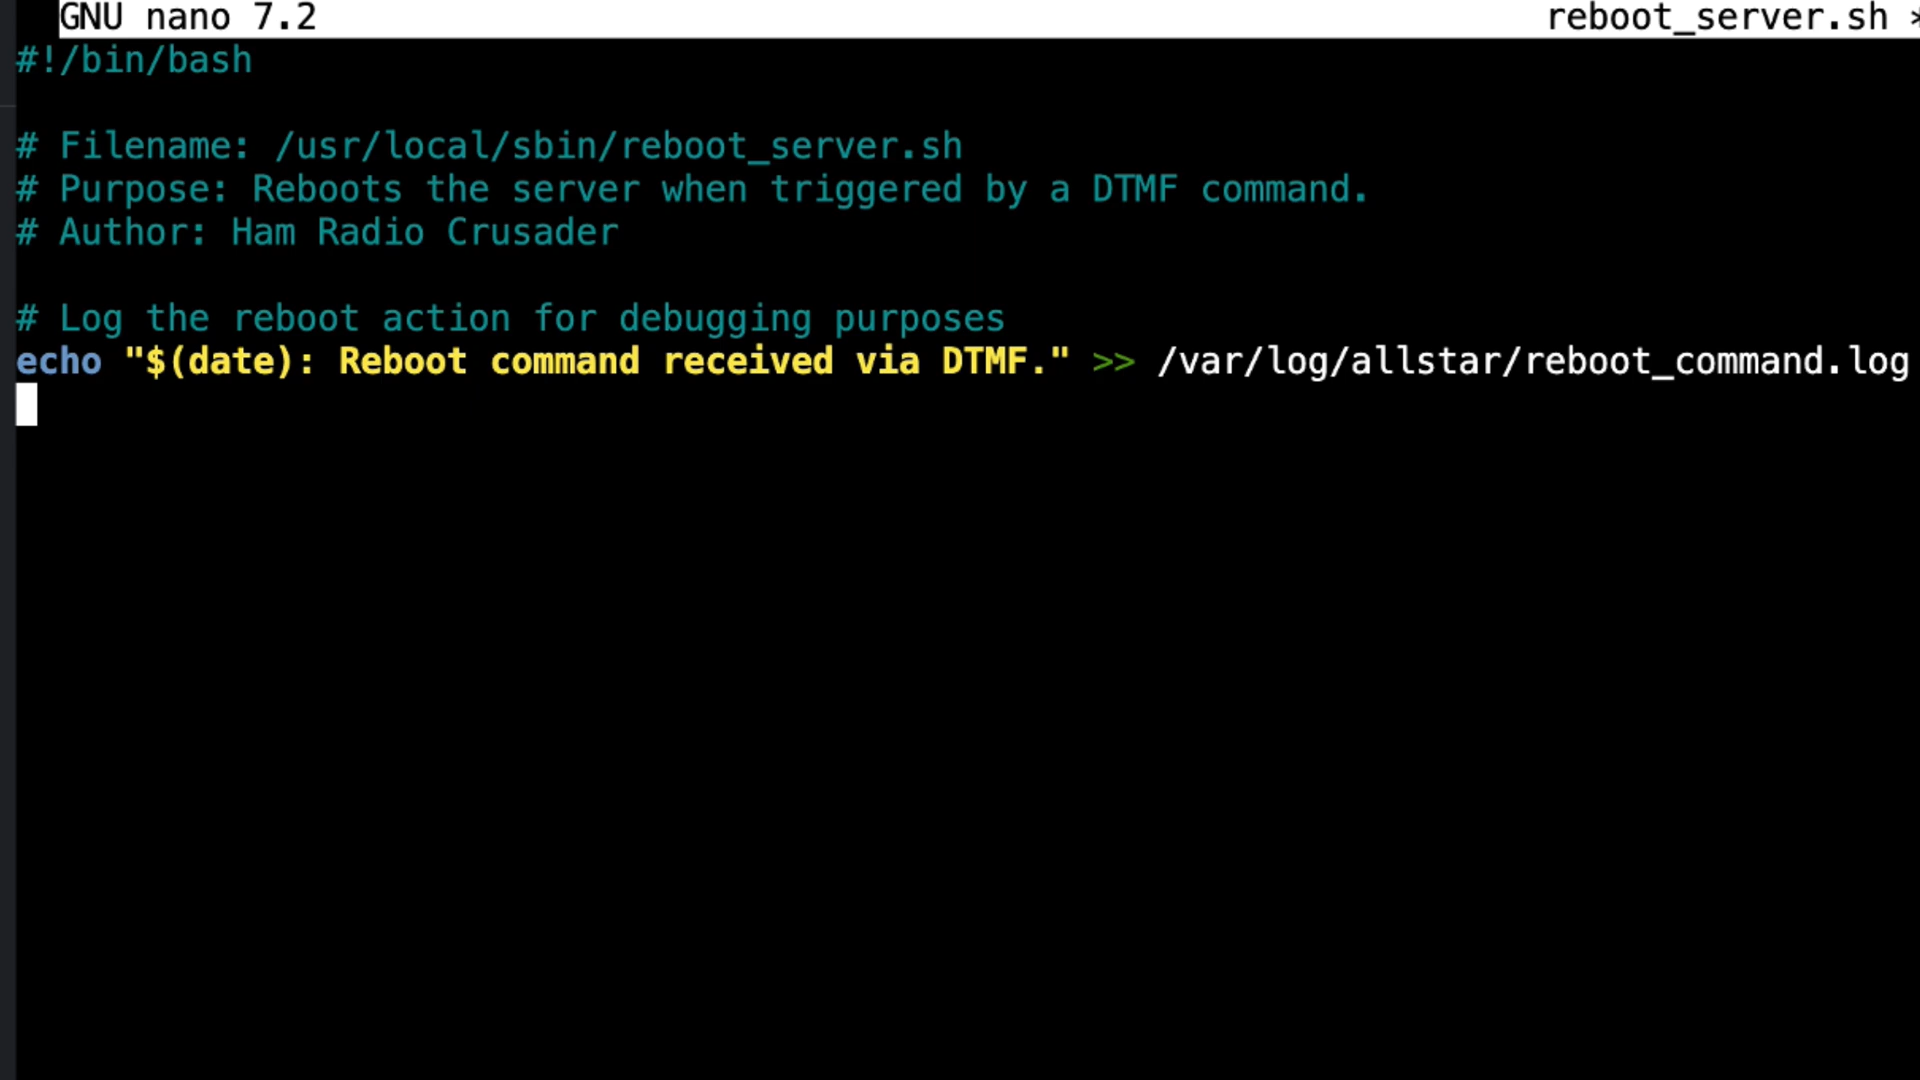 GNU nano 7.2 reboot_server.sh *
#!/bin/bash
# Filename: /usr/local/sbin/reboot_server.sh
# Purpose: Reboots the server when triggered by a DTMF command.
# Author: Ham Radio Crusader
# Log the reboot action for debugging purposes
echo "$(date): Reboot command received via DTMF." >> /var/log/allstar/reboot_command.log